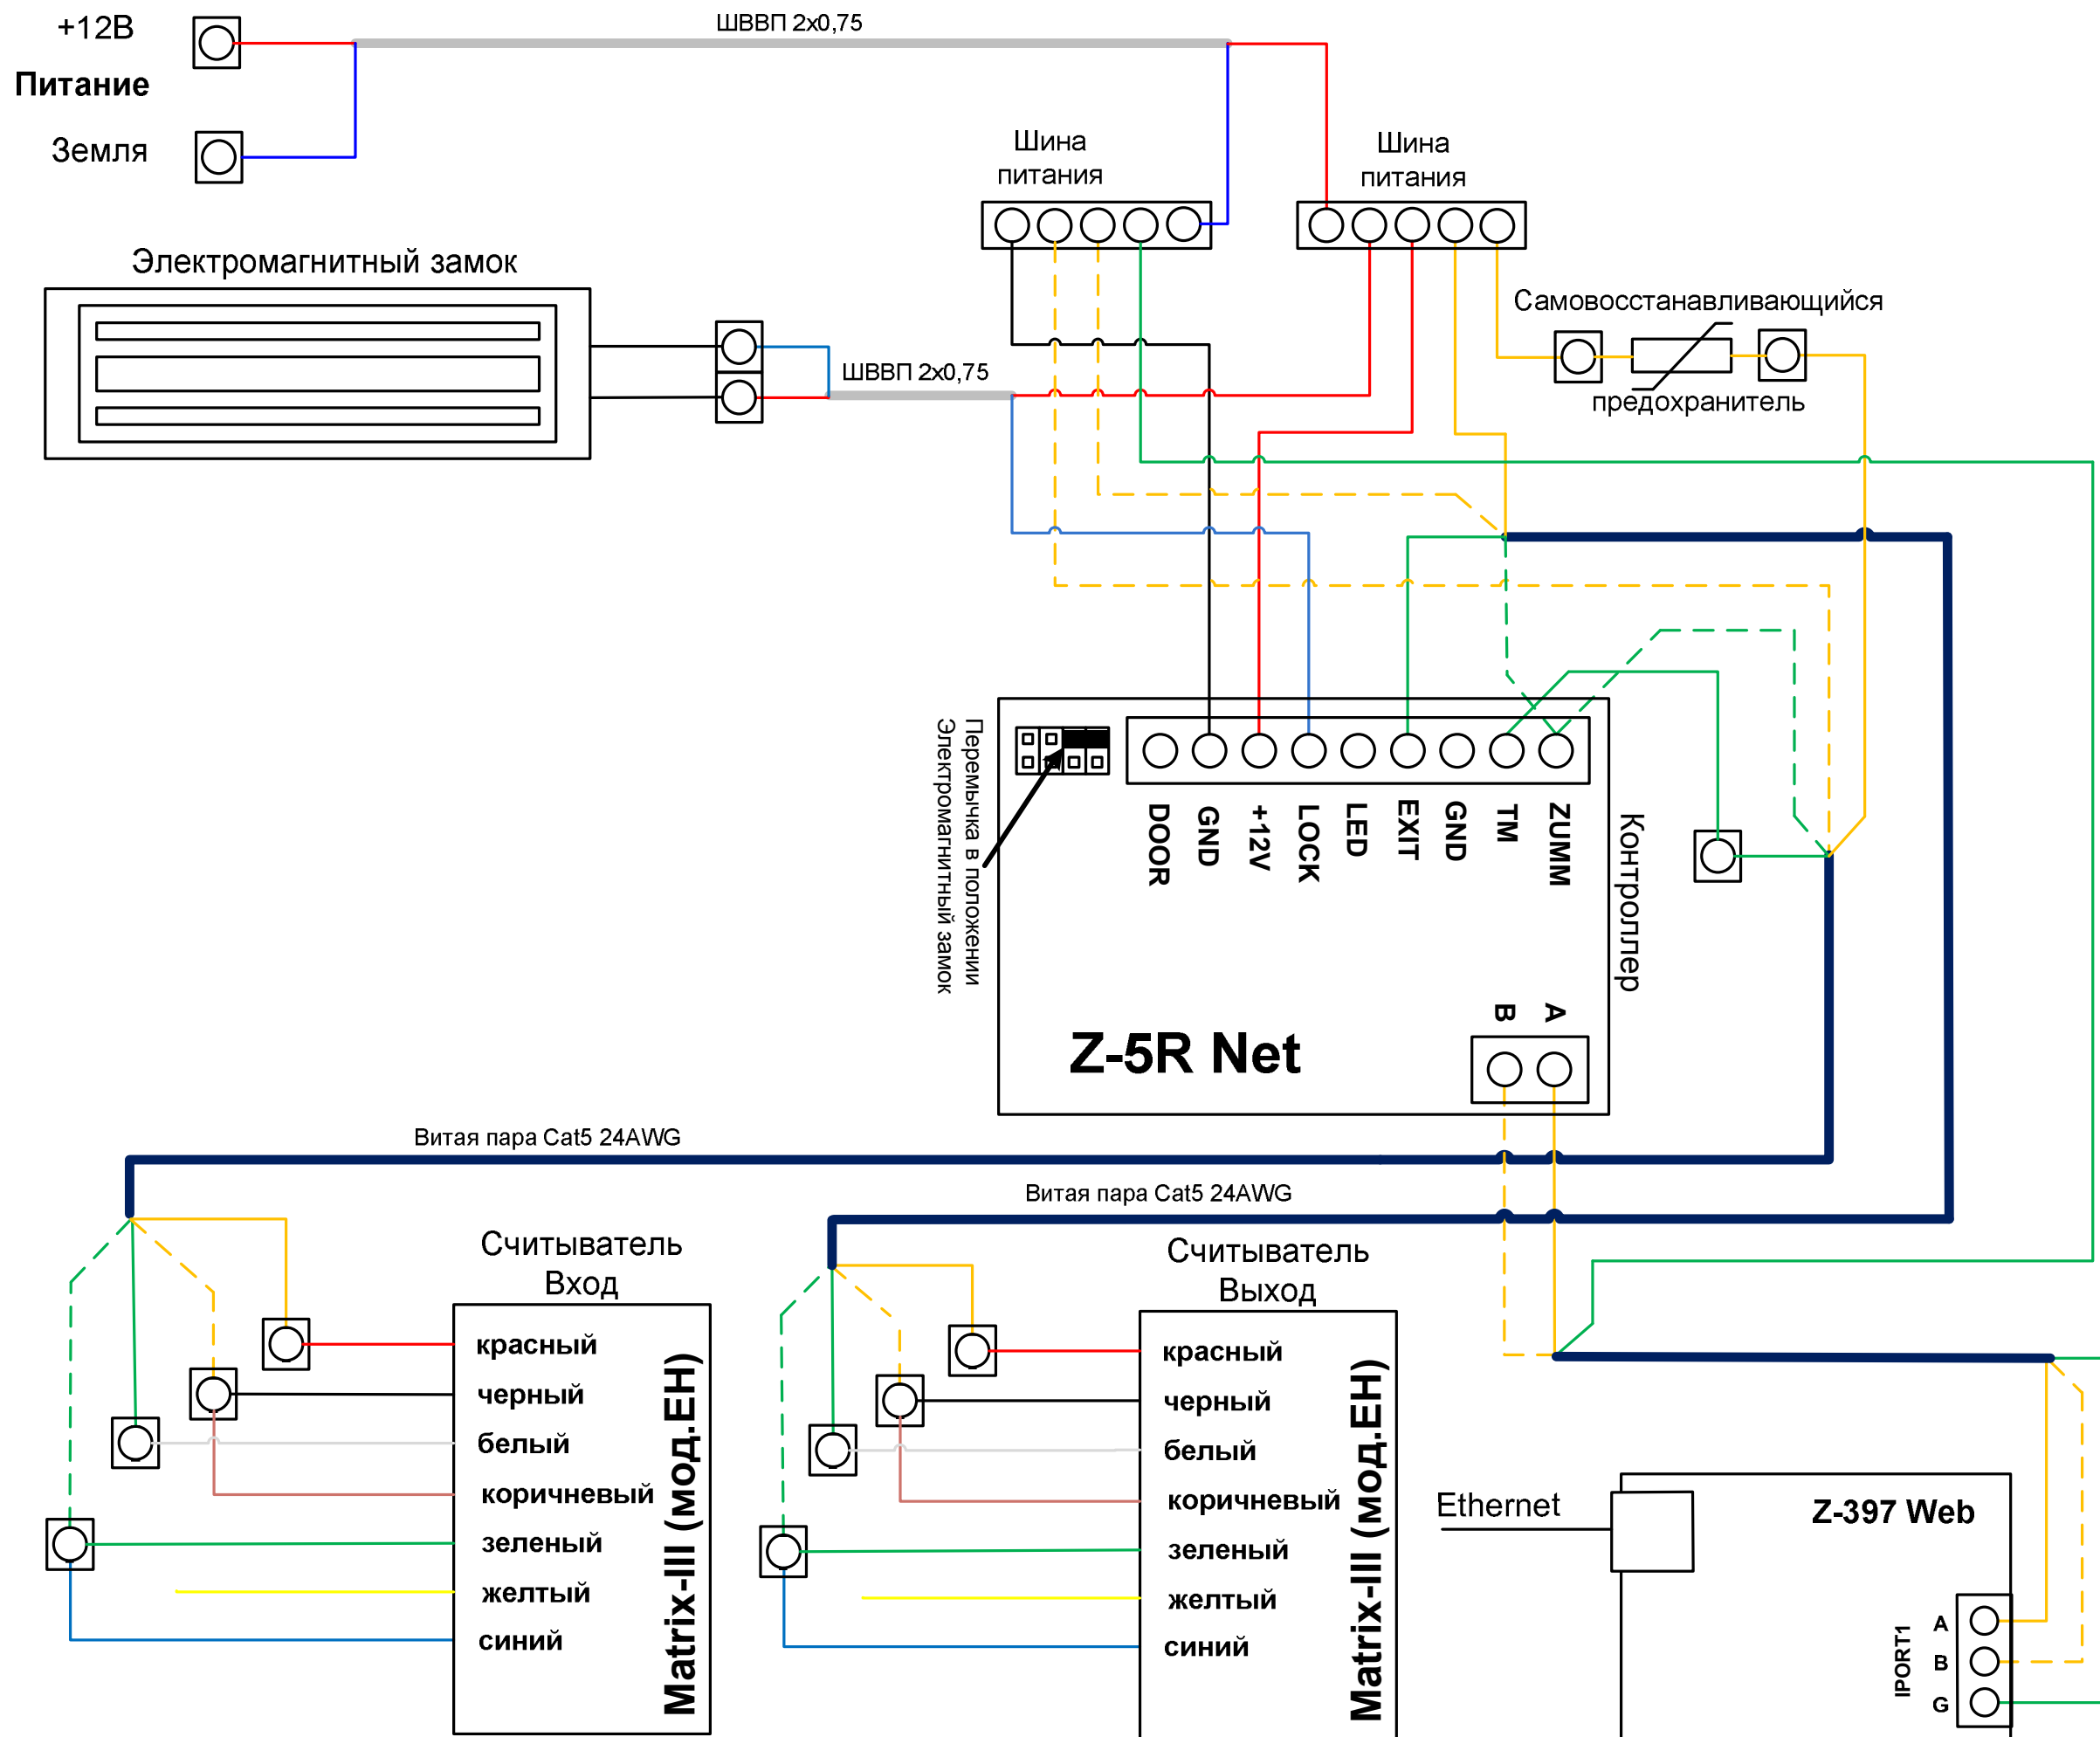 +12В
Питание
Земля
ШВВП 2х0,75
Шина
питания
Шина
питания
Электромагнитный замок
ШВВП 2х0,75
Самовосстанавливающийся
предохранитель
Перемычка в положении
Электромагнитный замок
DOOR
GND
+12V
LOCK
LED
EXIT
GND
TM
ZUMM
Контроллер
B
A
Z-5R Net
Витая пара Cat5 24AWG
Витая пара Cat5 24AWG
Считыватель
Вход
красный
черный
белый
коричневый
зеленый
желтый
синий
Matrix-III (мод.EH)
Считыватель
Выход
красный
черный
белый
коричневый
зеленый
желтый
синий
Matrix-III (мод.EH)
Ethernet
Z-397 Web
IPORT1
A
B
G